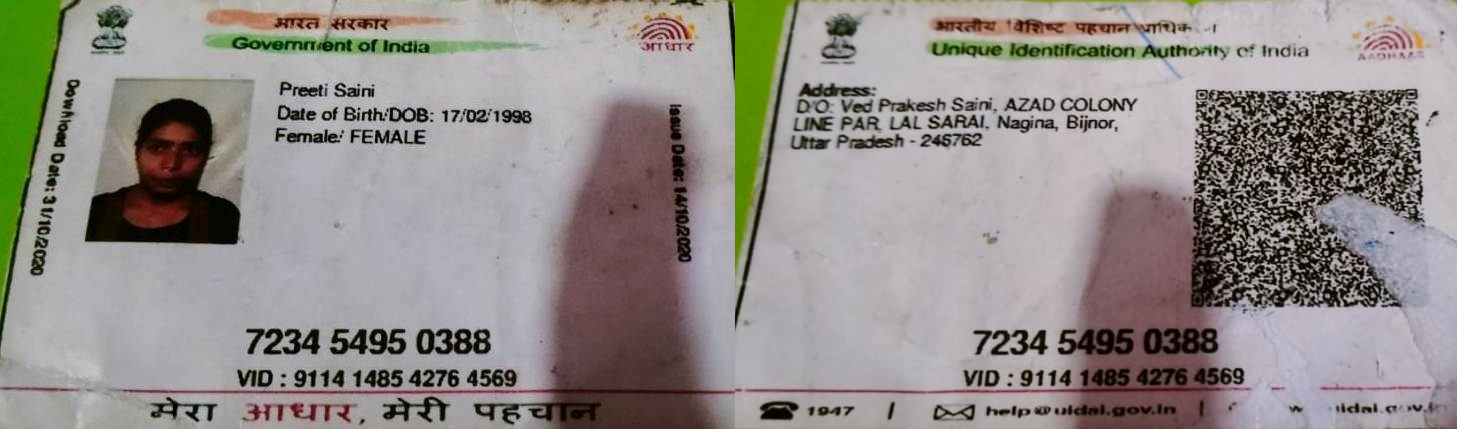 भारत सरकार
Government of India
आधार
Download Date: 31/10/2020
Preeti Saini
Date of Birth/DOB: 17/02/1998
Female/ FEMALE
Issue Date: 14/10/2020
7234 5495 0388
VID : 9114 1485 4276 4569
मेरा आधार, मेरी पहचान
भारतीय विशिष्ट पहचान
Unique Identification Authority of India
AADHAAR
Address:
D/O: Ved Prakesh Saini, AZAD COLONY
LINE PAR, LAL SARAI, Nagina, Bijnor,
Uttar Pradesh - 246762
7234 5495 0388
VID : 9114 1485 4276 4569
1947 | help@uidai.gov.in |